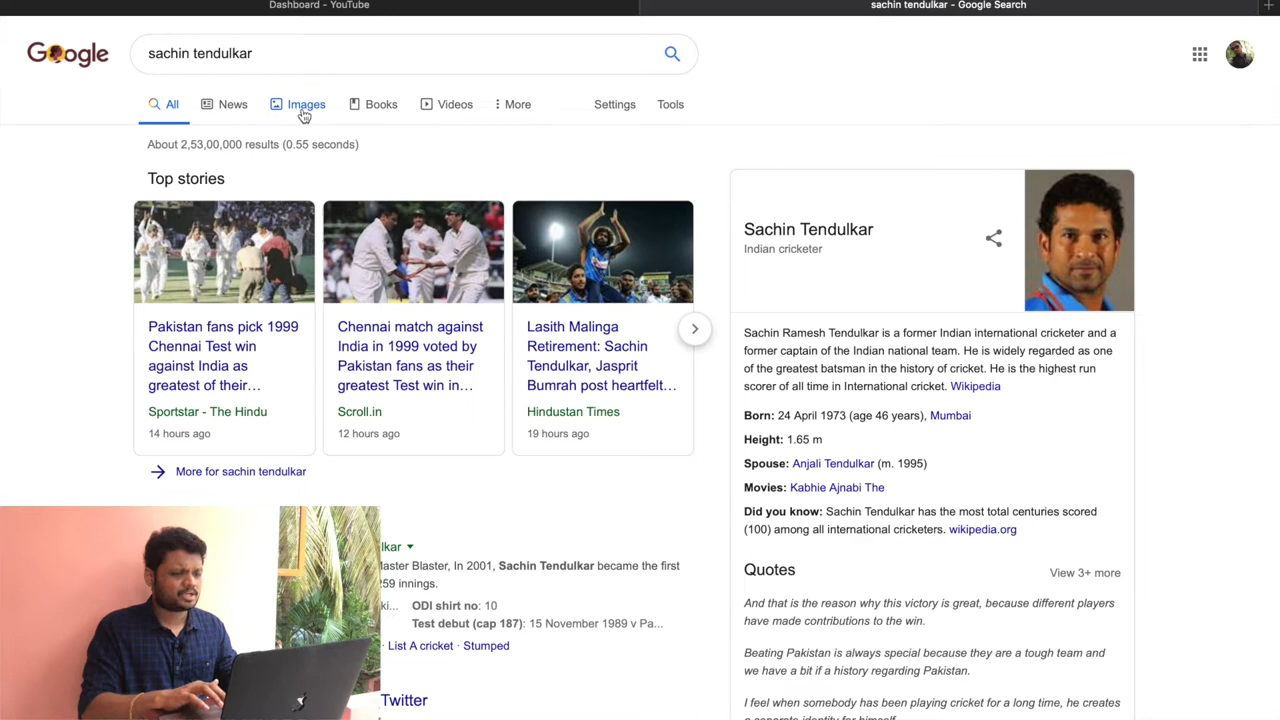 Dashboard - YouTube
sachin tendulkar - Google Search
Google
sachin tendulkar
All
News
Images
Books
Videos
More
Settings
Tools
About 2,53,00,000 results (0.55 seconds)
Top stories
Pakistan fans pick 1999
Chennai Test win
against India as
greatest of their…
Sportstar - The Hindu
14 hours ago
Chennai match against
India in 1999 voted by
Pakistan fans as their
greatest Test win in…
Scroll.in
12 hours ago
Lasith Malinga
Retirement: Sachin
Tendulkar, Jasprit
Bumrah post heartfelt…
Hindustan Times
19 hours ago
More for sachin tendulkar
lkar
Master Blaster, In 2001, Sachin Tendulkar became the first
259 innings.
ki... ODI shirt no: 10
Test debut (cap 187): 15 November 1989 v Pa...
List A cricket · Stumped
Twitter
Sachin Tendulkar
Indian cricketer
Sachin Ramesh Tendulkar is a former Indian international cricketer and a
former captain of the Indian national team. He is widely regarded as one
of the greatest batsman in the history of cricket. He is the highest run
scorer of all time in International cricket. Wikipedia
Born: 24 April 1973 (age 46 years), Mumbai
Height: 1.65 m
Spouse: Anjali Tendulkar (m. 1995)
Movies: Kabhie Ajnabi The
Did you know: Sachin Tendulkar has the most total centuries scored
(100) among all international cricketers. wikipedia.org
Quotes
View 3+ more
And that is the reason why this victory is great, because different players
have made contributions to the win.
Beating Pakistan is always special because they are a tough team and
we have a bit if a history regarding Pakistan.
I feel when somebody has been playing cricket for a long time, he creates
a separate identity for himself.